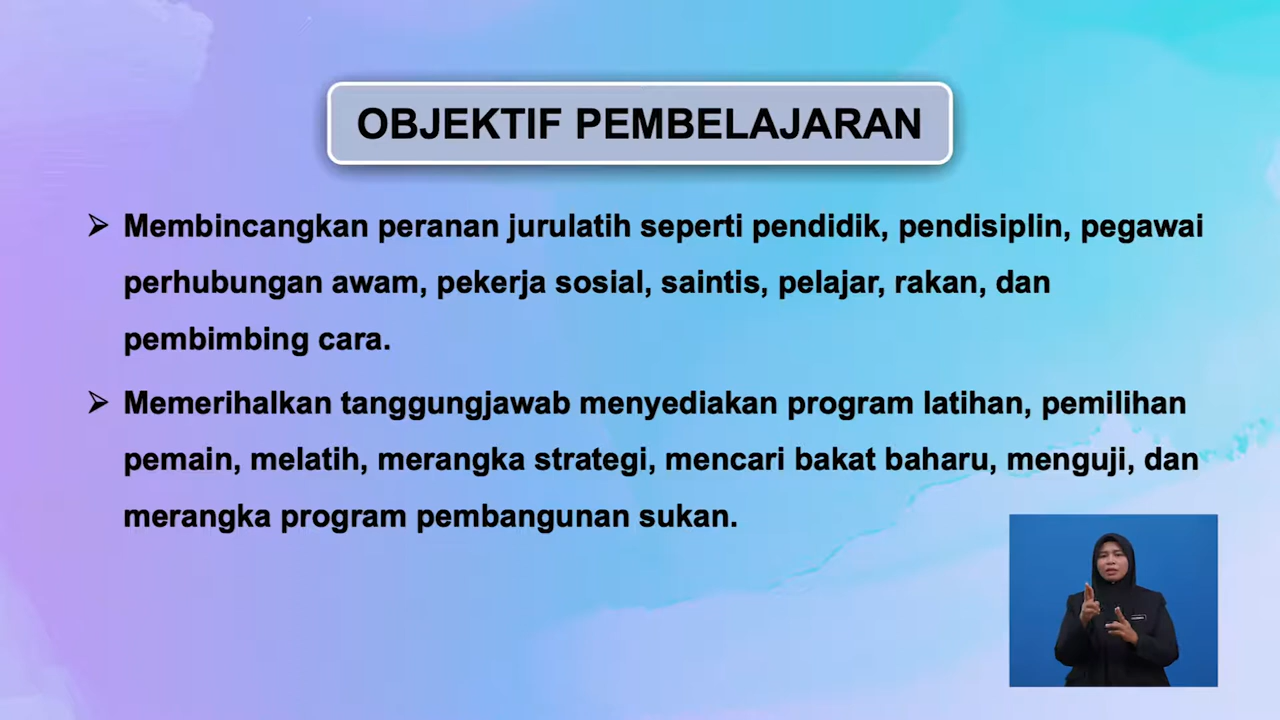 OBJEKTIF PEMBELAJARAN
➢ Membincangkan peranan jurulatih seperti pendidik, pendisiplin, pegawai
perhubungan awam, pekerja sosial, saintis, pelajar, rakan, dan
pembimbing cara.
➢ Memerihalkan tanggungjawab menyediakan program latihan, pemilihan
pemain, melatih, merangka strategi, mencari bakat baharu, menguji, dan
merangka program pembangunan sukan.